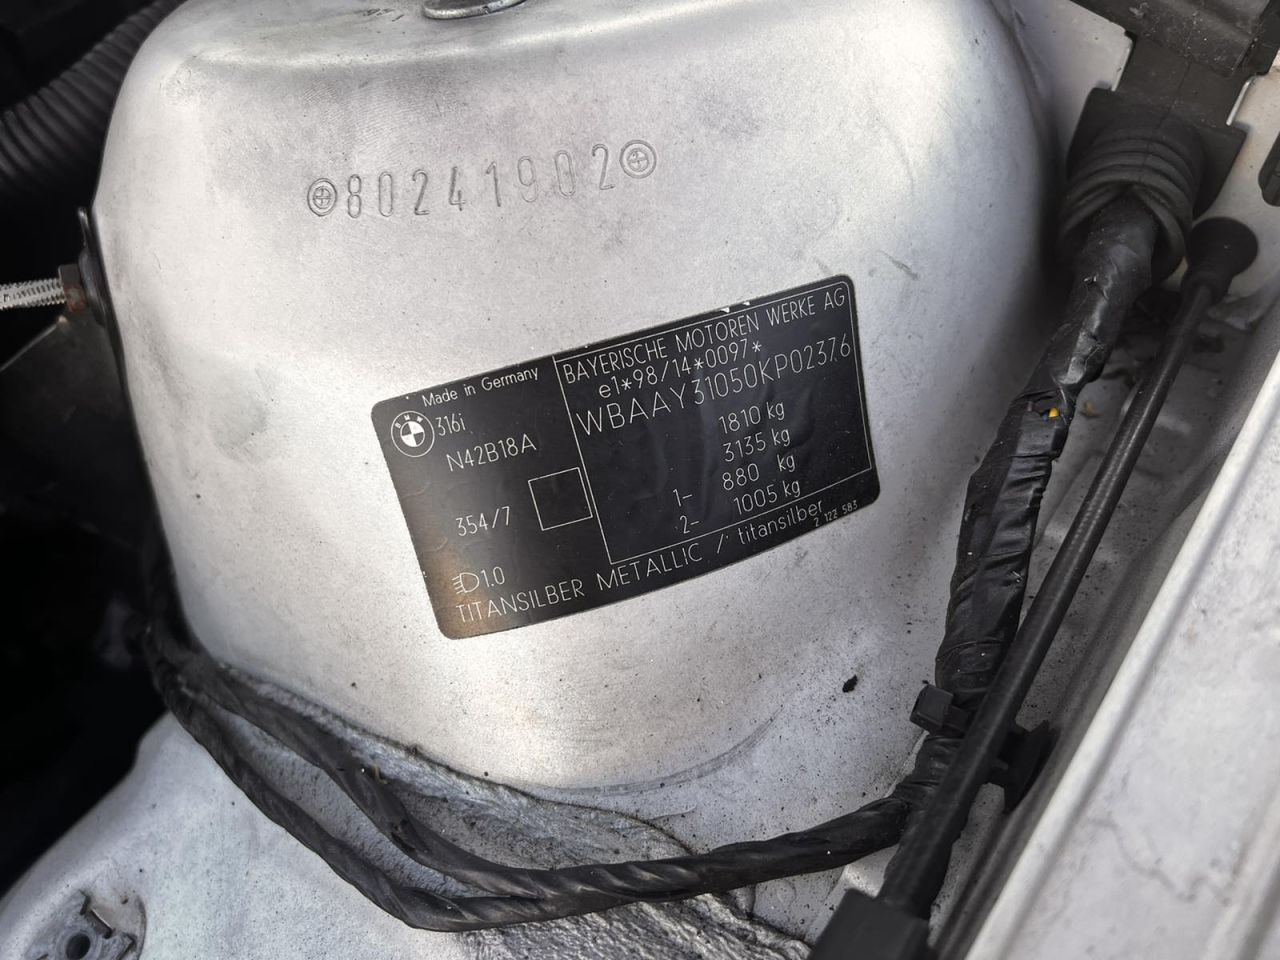 80241902
Made in Germany
BMW
316i
N42B18A
354/7
1.0
BAYERISCHE MOTOREN WERKE AG
e1*98/14*0097*
WBAAY31050KP02376
1810 kg
3135 kg
1- 880 kg
2- 1005 kg
TITANSILBER METALLIC / titansilber
2 122 583